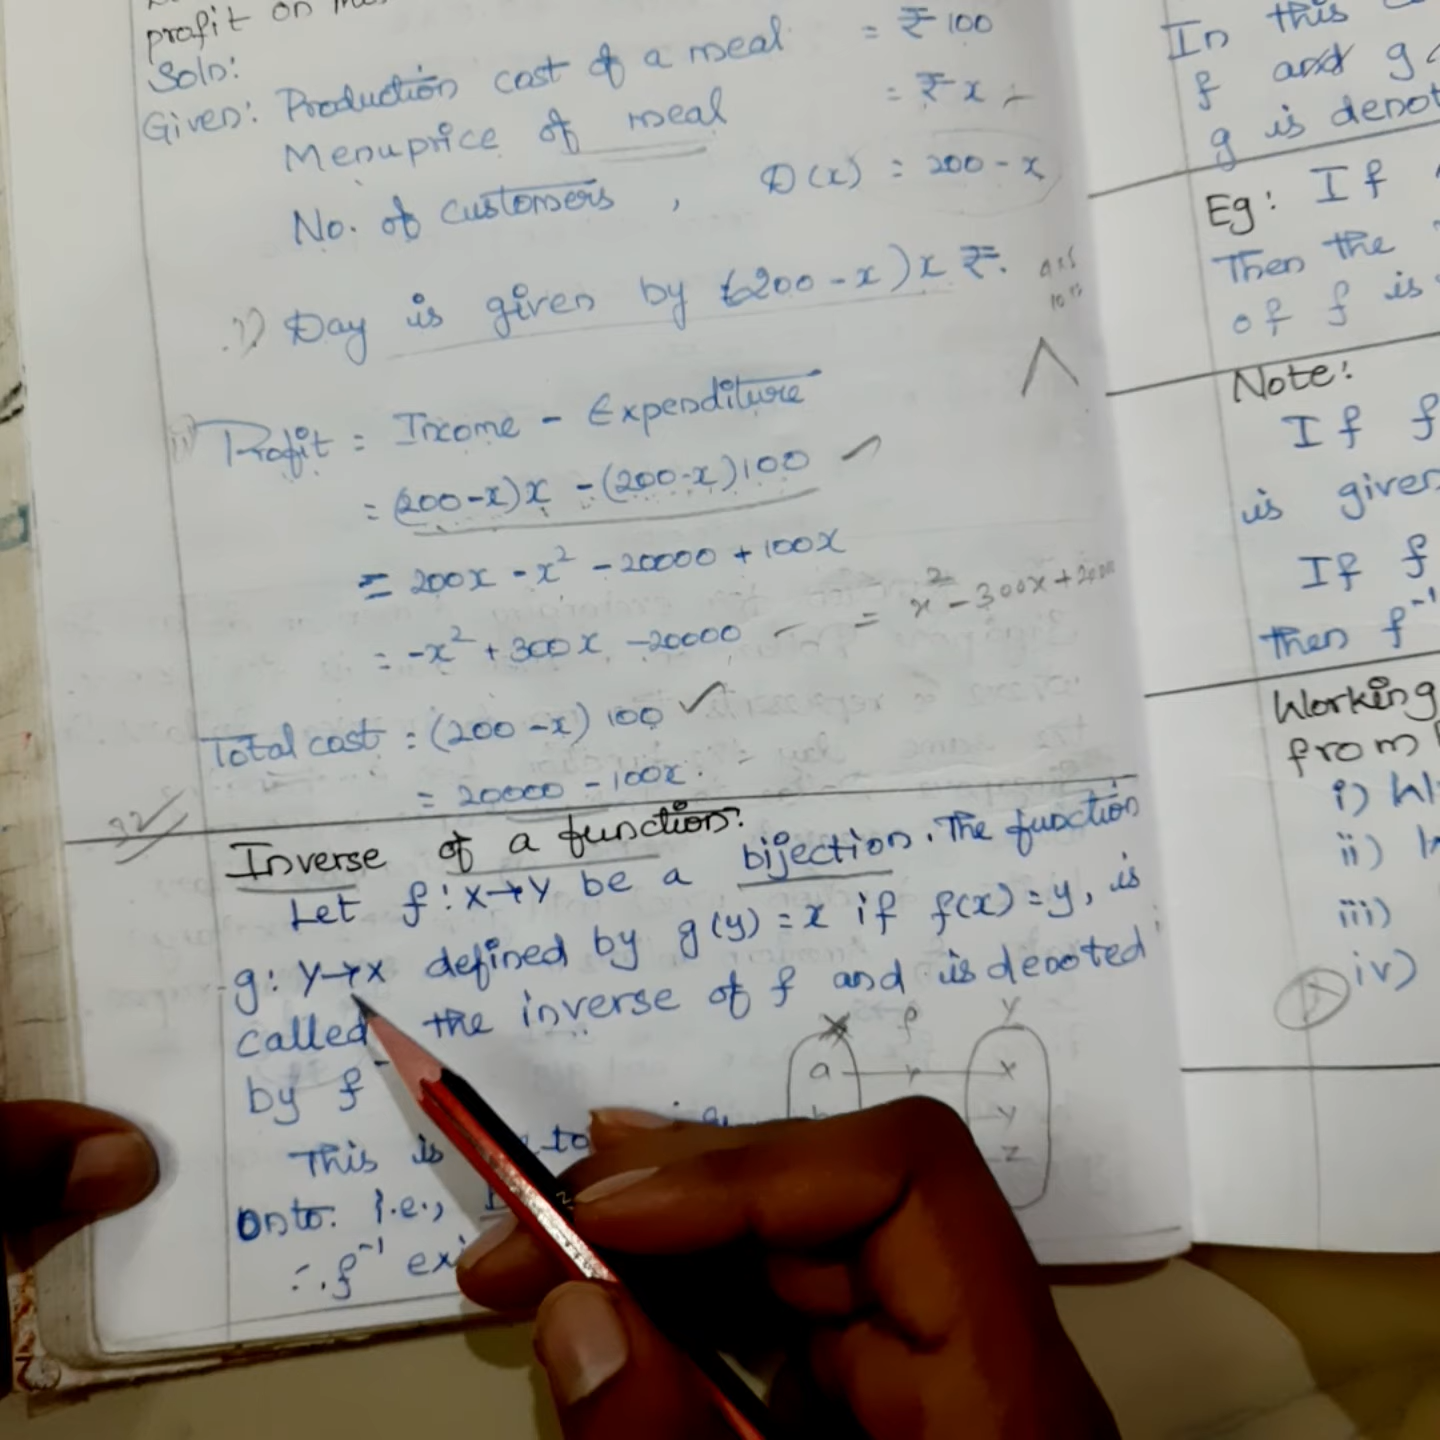 profit on
Soln:
Given: Production cost of a meal = ₹ 100
Menuprice of meal = ₹ x
No. of customers , D(x) = 200 - x
i) Day is given by (200 - x) x ₹.
ii) Profit = Income - Expenditure
= (200-x)x - (200-x)100
= 200x - x² - 20000 + 100x
= -x² + 300x - 20000 = x² - 300x + 20000
Total cost = (200 - x) 100
= 20000 - 100x.
Inverse of a function:
Let f : X→Y be a bijection. The function
g: Y→X defined by g(y) = x if f(x) = y, is
called the inverse of f and is denoted
by f⁻
This is
onto. i.e.,
∴ f⁻¹ exi
X f Y
a x
y
z
In this
f and g
g is denot
Eg: If
Then the
of f is
Note:
If f
is given
If f
then f⁻¹
Working
from
i)
ii)
iii)
iv)